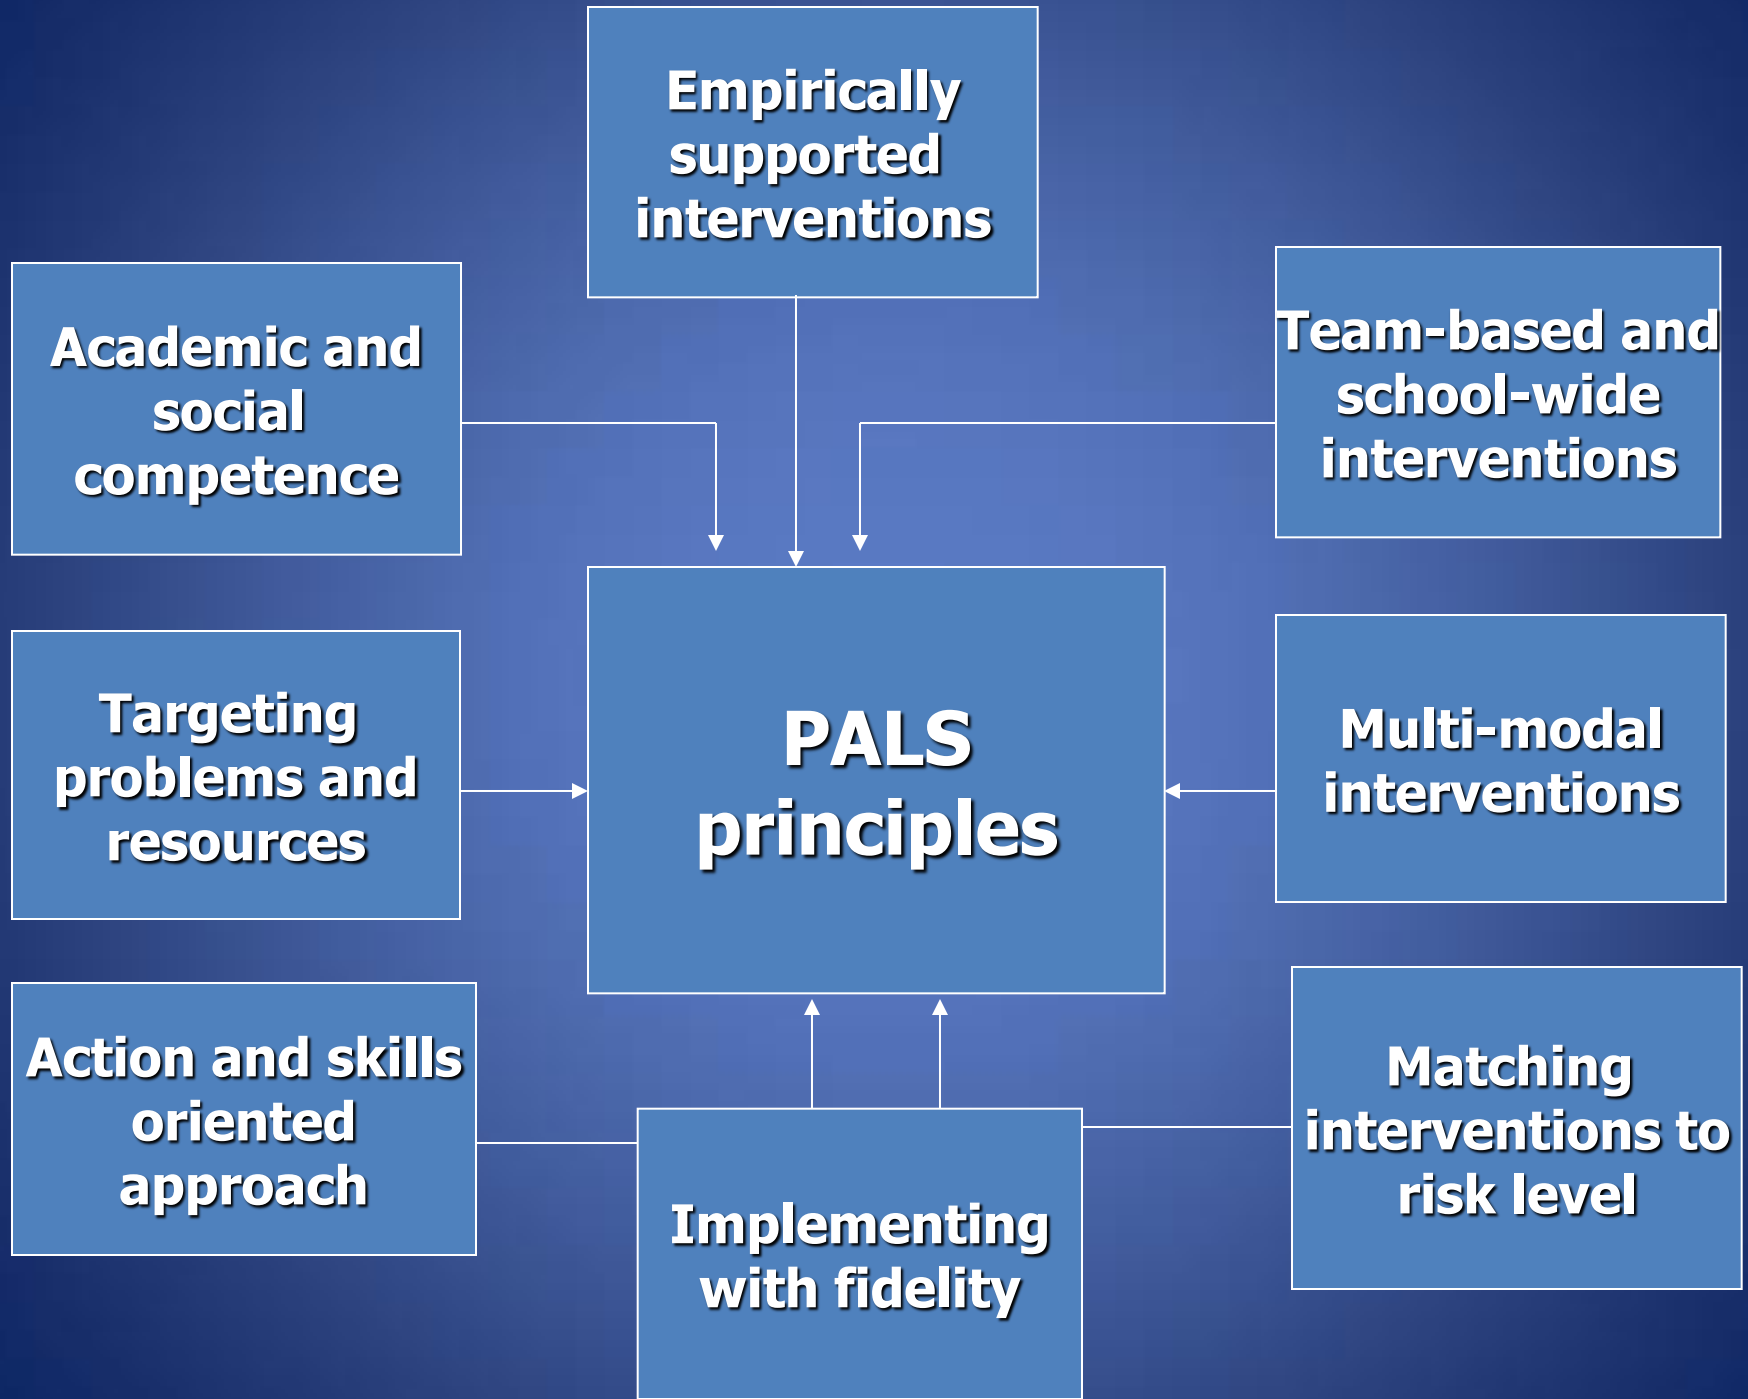 Empirically
supported
interventions
Academic and
social
competence
Team-based and
school-wide
interventions
Targeting
problems and
resources
PALS
principles
Multi-modal
interventions
Action and skills
oriented
approach
Implementing
with fidelity
Matching
interventions to
risk level